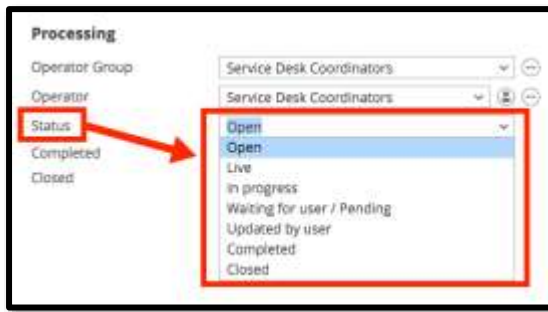 Processing
Operator Group Service Desk Coordinators
Operator Service Desk Coordinators
Status Open
Open
Completed
Live
Closed
In progress
Waiting for user / Pending
Updated by user
Completed
Closed